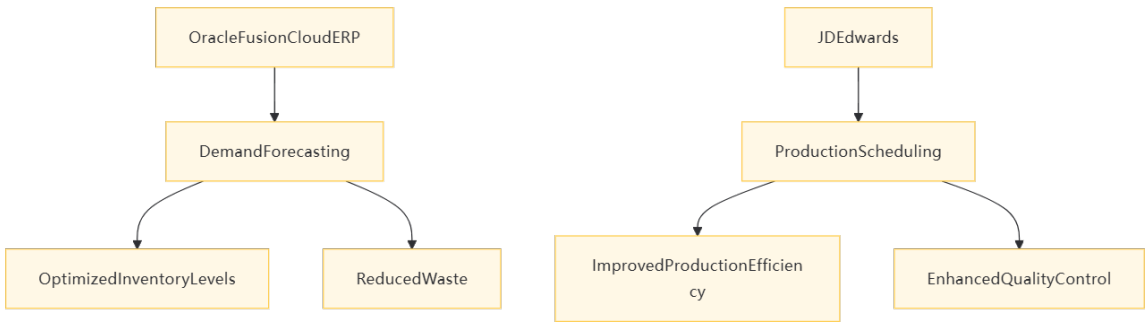 OracleFusionCloudERP
JDEdwards
DemandForecasting
ProductionScheduling
OptimizedInventoryLevels
ReducedWaste
ImprovedProductionEfficien
cy
EnhancedQualityControl